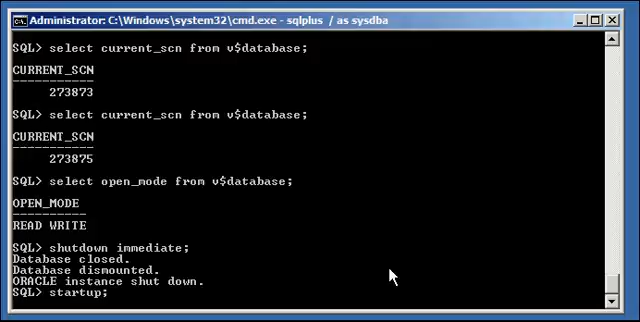 Administrator: C:\Windows\system32\cmd.exe - sqlplus / as sysdba
SQL> select current_scn from v$database;
CURRENT_SCN
-----------
273873
SQL> select current_scn from v$database;
CURRENT_SCN
-----------
273875
SQL> select open_mode from v$database;
OPEN_MODE
----------
READ WRITE
SQL> shutdown immediate;
Database closed.
Database dismounted.
ORACLE instance shut down.
SQL> startup;